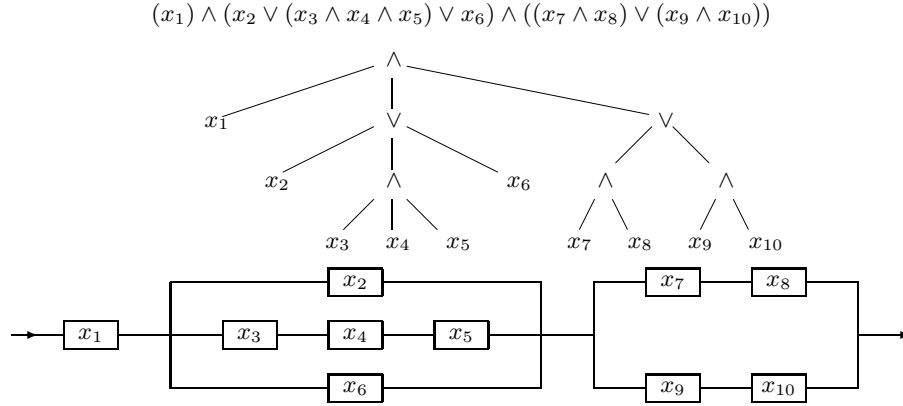 (x₁) ∧ (x₂ ∨ (x₃ ∧ x₄ ∧ x₅) ∨ x₆) ∧ ((x₇ ∧ x₈) ∨ (x₉ ∧ x₁₀))
∧
x₁ ∨ ∨
x₂ ∧ x₆ ∧ ∧
x₃ x₄ x₅ x₇ x₈ x₉ x₁₀
x₂ x₇ x₈
x₁ x₃ x₄ x₅
x₆ x₉ x₁₀